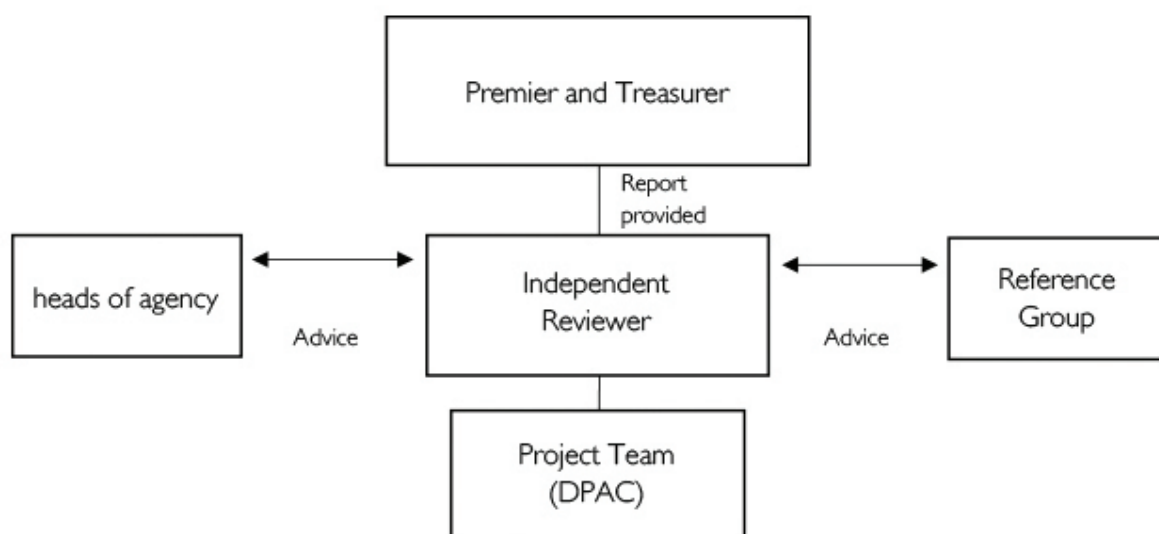 Premier and Treasurer
Report
provided
heads of agency
Advice
Independent
Reviewer
Advice
Reference
Group
Project Team
(DPAC)